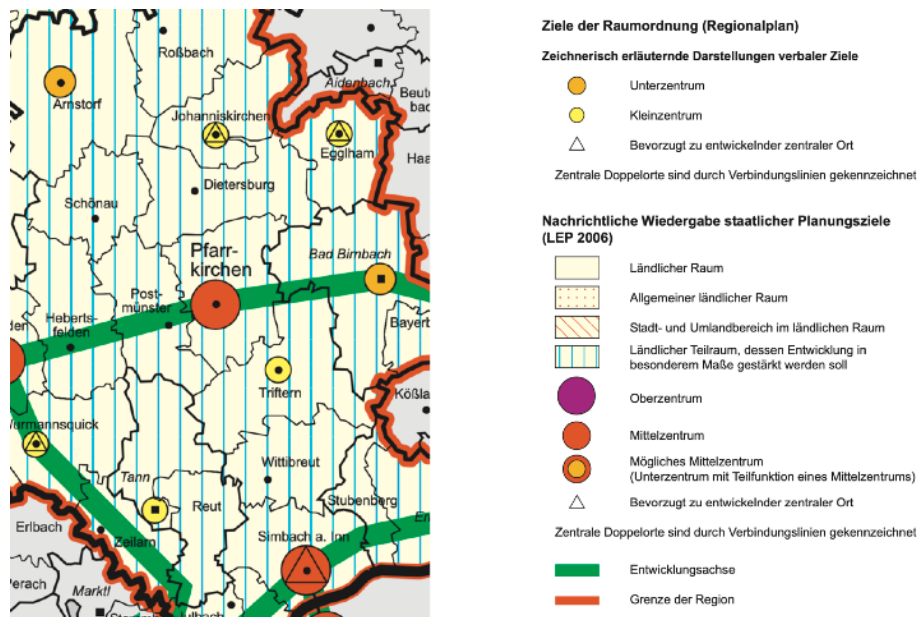 Roßbach
Aidenbach
Arnstorf
Johanniskirchen
Egglham
Dietersburg
Schönau
Pfarr-
kirchen
Bad Birnbach
Post-
münster
Heberts-
felden
Triftern
Wittibreut
Tann
Reut
Stubenberg
Erlbach
Zeilarn
Simbach a. Inn
Marktl
Ziele der Raumordnung (Regionalplan)
Zeichnerisch erläuternde Darstellungen verbaler Ziele
Unterzentrum
Kleinzentrum
Bevorzugt zu entwickelnder zentraler Ort
Zentrale Doppelorte sind durch Verbindungslinien gekennzeichnet
Nachrichtliche Wiedergabe staatlicher Planungsziele
(LEP 2006)
Ländlicher Raum
Allgemeiner ländlicher Raum
Stadt- und Umlandbereich im ländlichen Raum
Ländlicher Teilraum, dessen Entwicklung in
besonderem Maße gestärkt werden soll
Oberzentrum
Mittelzentrum
Mögliches Mittelzentrum
(Unterzentrum mit Teilfunktion eines Mittelzentrums)
Bevorzugt zu entwickelnder zentraler Ort
Zentrale Doppelorte sind durch Verbindungslinien gekennzeichnet
Entwicklungsachse
Grenze der Region